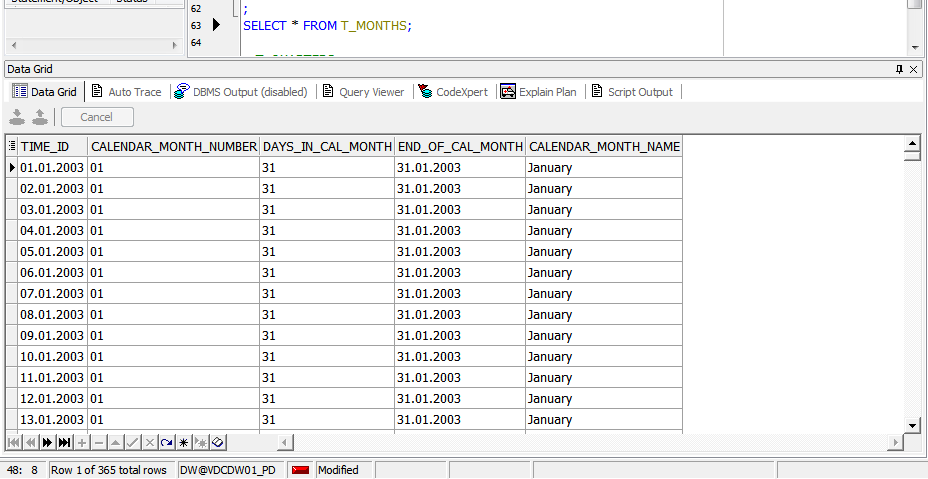 Statement/Object Status
62 ;
63 SELECT * FROM T_MONTHS;
64
Data Grid
Data Grid Auto Trace DBMS Output (disabled) Query Viewer CodeXpert Explain Plan Script Output
Cancel
TIME_ID CALENDAR_MONTH_NUMBER DAYS_IN_CAL_MONTH END_OF_CAL_MONTH CALENDAR_MONTH_NAME
01.01.2003 01 31 31.01.2003 January
02.01.2003 01 31 31.01.2003 January
03.01.2003 01 31 31.01.2003 January
04.01.2003 01 31 31.01.2003 January
05.01.2003 01 31 31.01.2003 January
06.01.2003 01 31 31.01.2003 January
07.01.2003 01 31 31.01.2003 January
08.01.2003 01 31 31.01.2003 January
09.01.2003 01 31 31.01.2003 January
10.01.2003 01 31 31.01.2003 January
11.01.2003 01 31 31.01.2003 January
12.01.2003 01 31 31.01.2003 January
13.01.2003 01 31 31.01.2003 January
48: 8 Row 1 of 365 total rows DW@VDCDW01_PD Modified